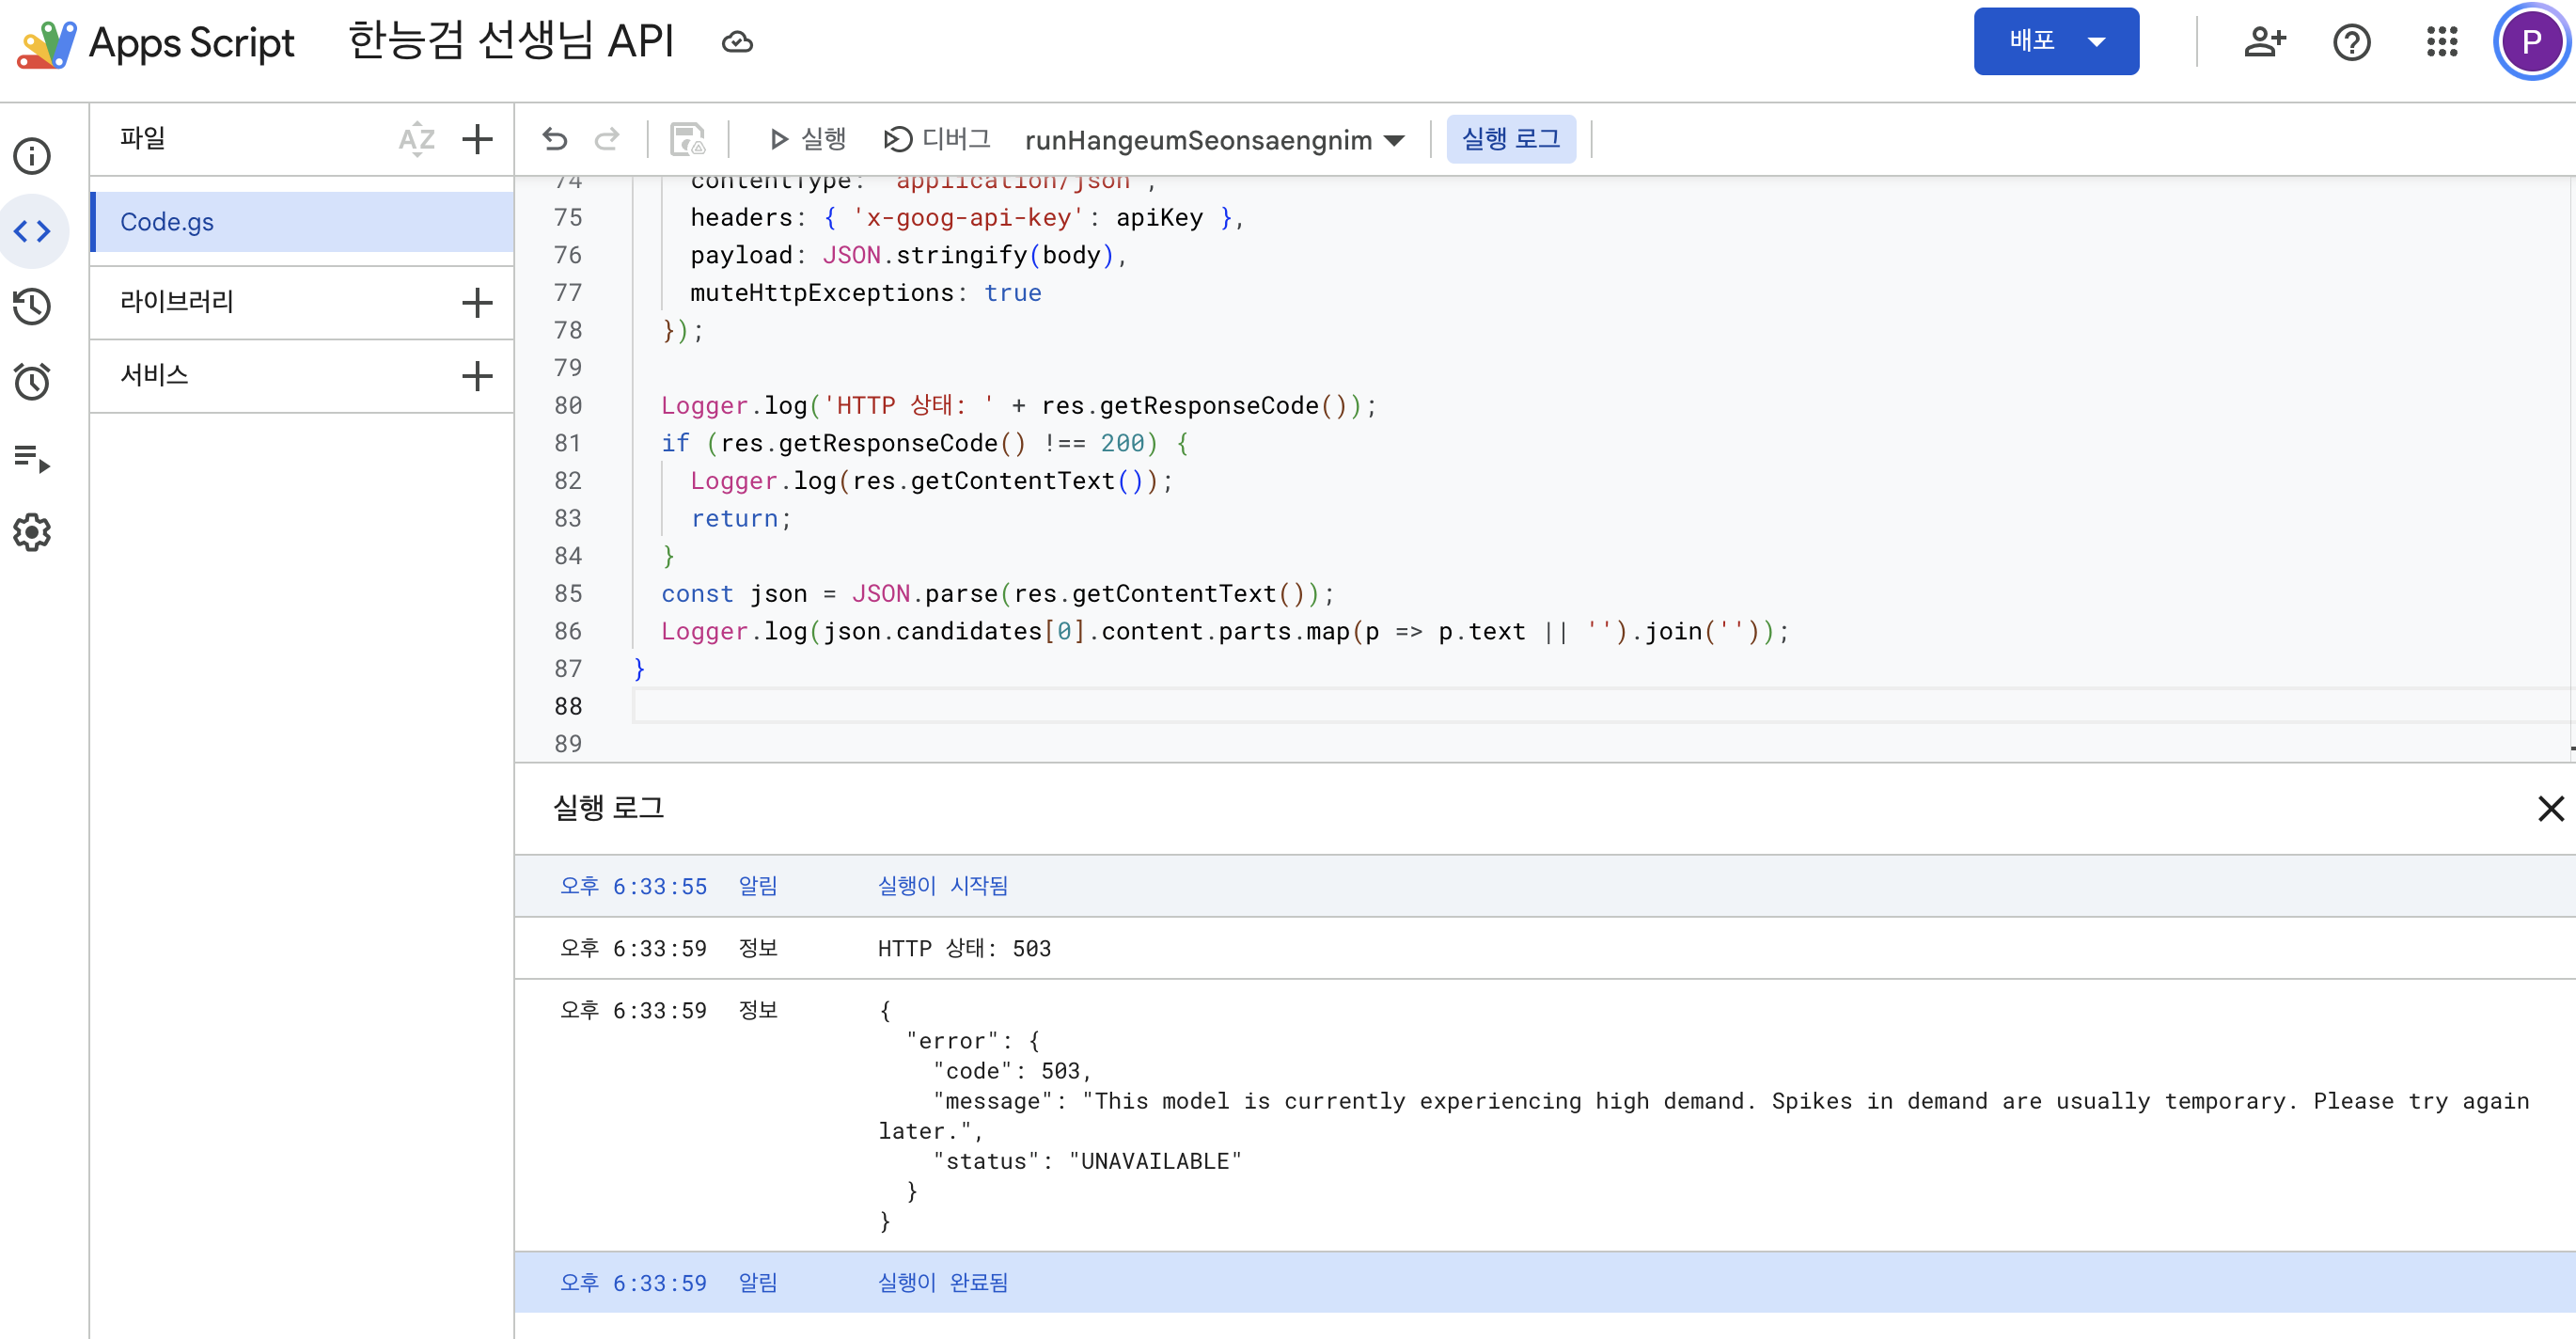 Apps Script 한능검 선생님 API 배포 P
파일 AZ
실행 디버그 runHangeumSeonsaengnim 실행 로그
Code.gs
라이브러리
서비스
74 contentType: 'application/json',
75 headers: { 'x-goog-api-key': apiKey },
76 payload: JSON.stringify(body),
77 muteHttpExceptions: true
78 });
79
80 Logger.log('HTTP 상태: ' + res.getResponseCode());
81 if (res.getResponseCode() !== 200) {
82 Logger.log(res.getContentText());
83 return;
84 }
85 const json = JSON.parse(res.getContentText());
86 Logger.log(json.candidates[0].content.parts.map(p => p.text || '').join(''));
87 }
88
89
실행 로그
오후 6:33:55 알림 실행이 시작됨
오후 6:33:59 정보 HTTP 상태: 503
오후 6:33:59 정보 {
"error": {
"code": 503,
"message": "This model is currently experiencing high demand. Spikes in demand are usually temporary. Please try again
later.",
"status": "UNAVAILABLE"
}
}
오후 6:33:59 알림 실행이 완료됨